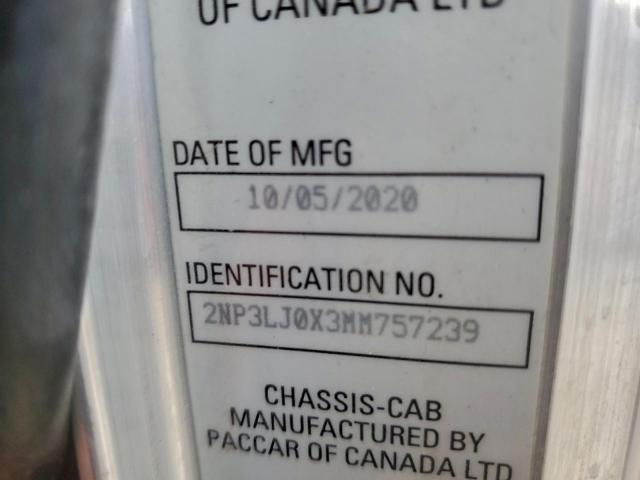 OF CANADA LTD
DATE OF MFG
10/05/2020
IDENTIFICATION NO.
2NP3LJ0X3MM757239
CHASSIS-CAB
MANUFACTURED BY
PACCAR OF CANADA LTD